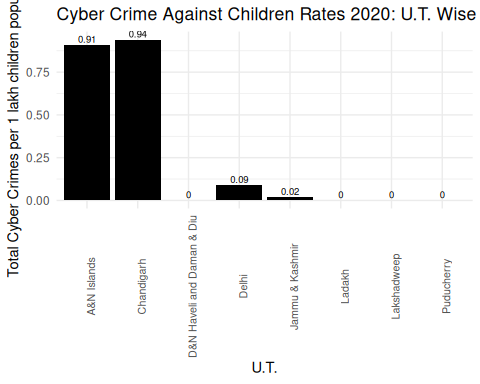 Cyber Crime Against Children Rates 2020: U.T. Wise
Total Cyber Crimes per 1 lakh children
0.75
0.50
0.25
0.00
0.91
0.94
0
0.09
0.02
0
0
0
A&N Islands
Chandigarh
D&N Haveli and Daman & Diu
Delhi
Jammu & Kashmir
Ladakh
Lakshadweep
Puducherry
U.T.